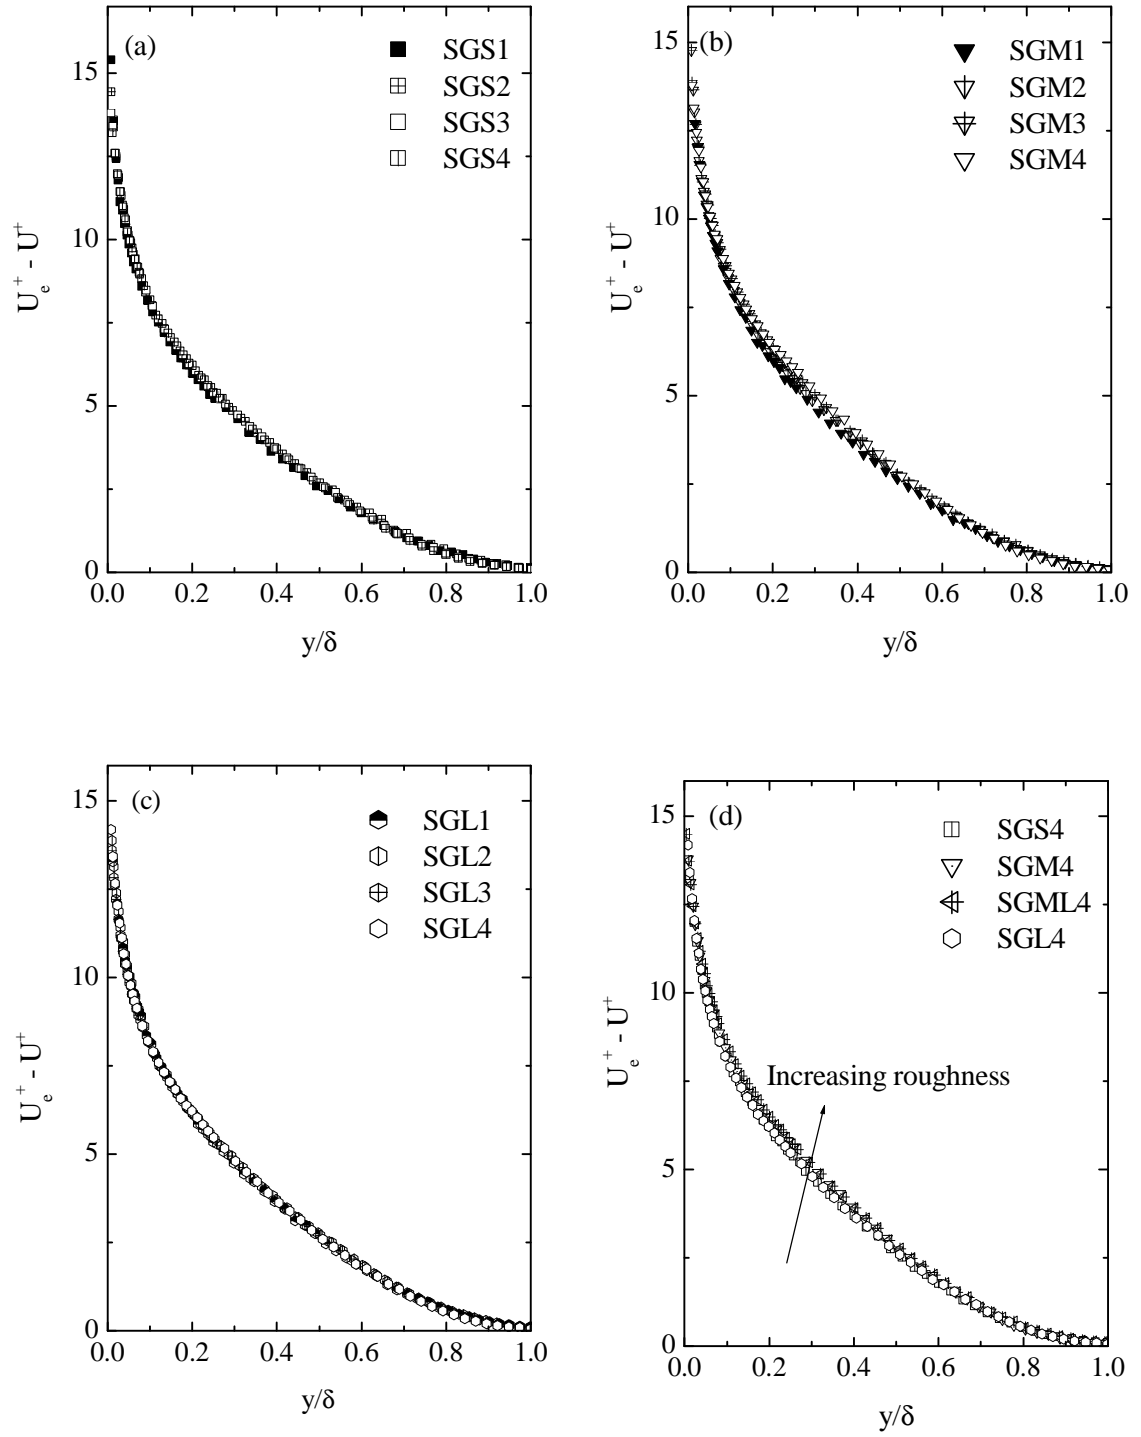 (a)
SGS1
SGS2
SGS3
SGS4
15
10
5
0
U_e^+ - U^+
0.0 0.2 0.4 0.6 0.8 1.0
y/δ
(b)
SGM1
SGM2
SGM3
SGM4
15
10
5
0
U_e^+ - U^+
0.0 0.2 0.4 0.6 0.8 1.0
y/δ
(c)
SGL1
SGL2
SGL3
SGL4
15
10
5
0
U_e^+ - U^+
0.0 0.2 0.4 0.6 0.8 1.0
y/δ
(d)
SGS4
SGM4
SGML4
SGL4
15
10
5
0
U_e^+ - U^+
Increasing roughness
0.0 0.2 0.4 0.6 0.8 1.0
y/δ